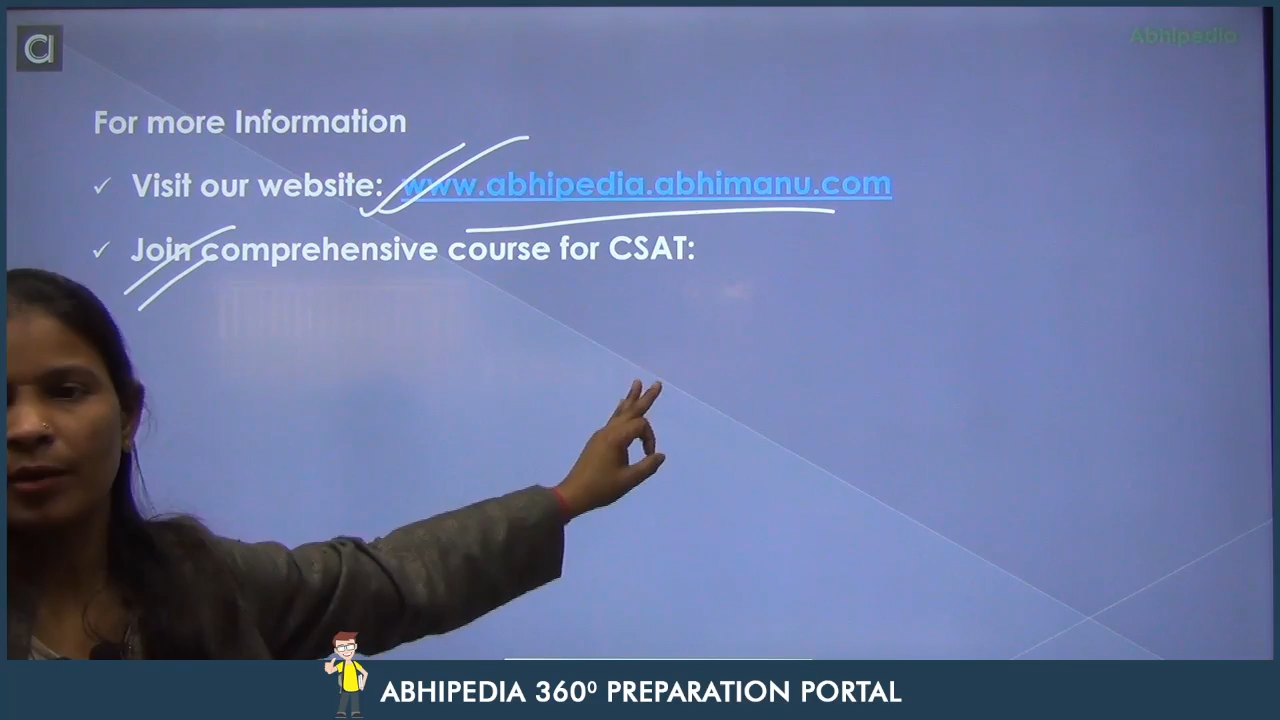 Abhipedia
For more Information
✓ Visit our website: www.abhipedia.abhimanu.com
✓ Join comprehensive course for CSAT:
ABHIPEDIA 360⁰ PREPARATION PORTAL